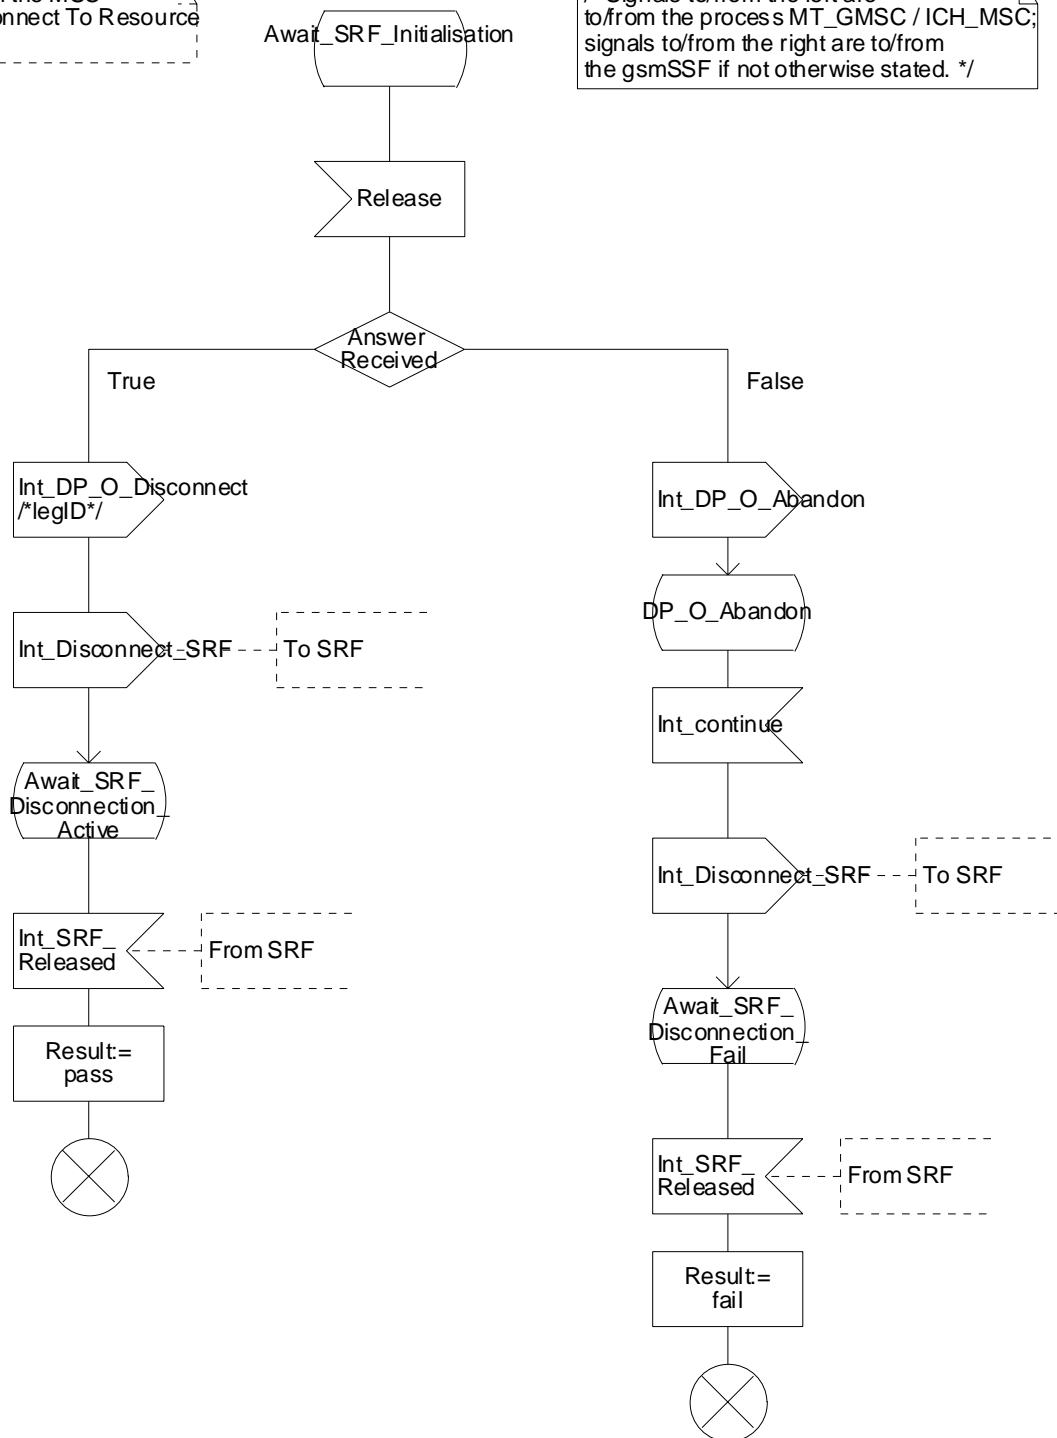 nnect To Resource
to/from the process MT_GMSC / ICH_MSC;
signals to/from the right are to/from
the gsmSSF if not otherwise stated. */
Await_SRF_Initialisation
Release
Answer
Received
True
False
Int_DP_O_Disconnect
/*legID*/
Int_DP_O_Abandon
DP_O_Abandon
Int_Disconnect_SRF
To SRF
Int_continue
Await_SRF_
Disconnection_
Active
Int_Disconnect_SRF
To SRF
Int_SRF_
Released
From SRF
Await_SRF_
Disconnection_
Fail
Result:=
pass
Int_SRF_
Released
From SRF
Result:=
fail